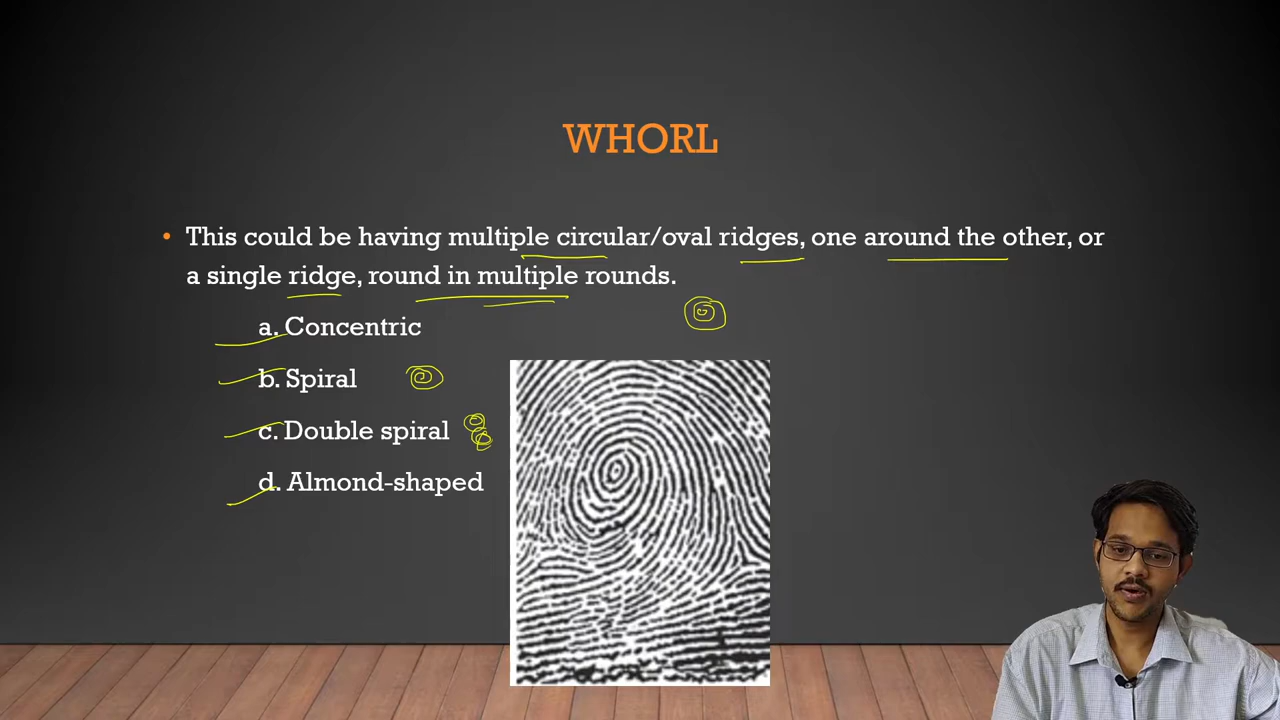 WHORL
• This could be having multiple circular/oval ridges, one around the other, or
a single ridge, round in multiple rounds.
a. Concentric
b. Spiral
c. Double spiral
d. Almond-shaped